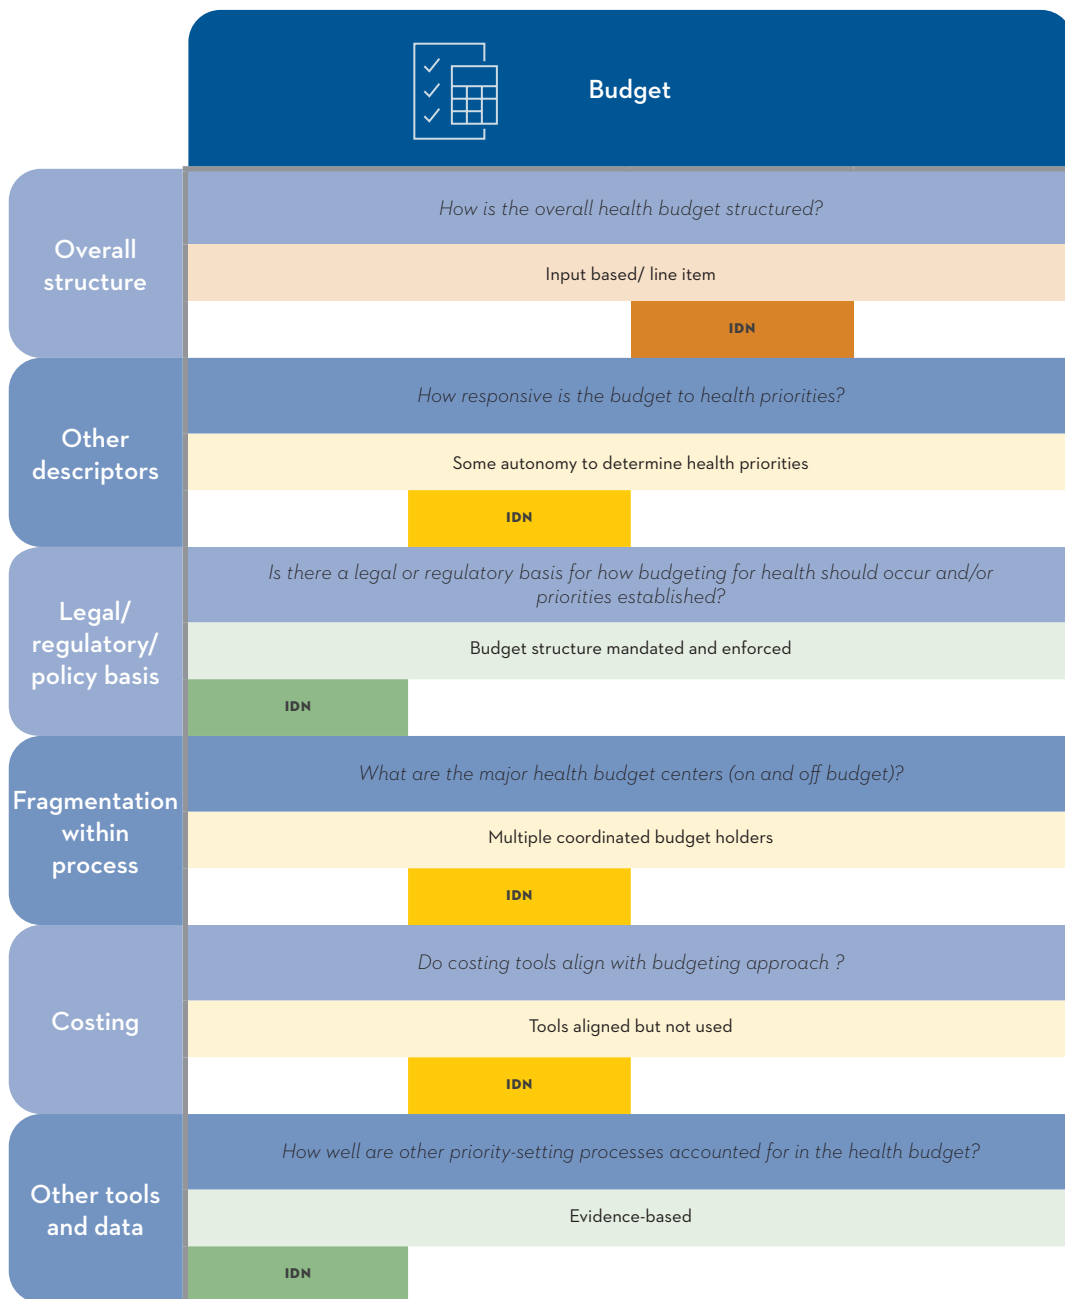 Budget
Overall
structure
How is the overall health budget structured?
Input based/ line item
IDN
Other
descriptors
How responsive is the budget to health priorities?
Some autonomy to determine health priorities
IDN
Legal/
regulatory/
policy basis
Is there a legal or regulatory basis for how budgeting for health should occur and/or
priorities established?
Budget structure mandated and enforced
IDN
Fragmentation
within
process
What are the major health budget centers (on and off budget)?
Multiple coordinated budget holders
IDN
Costing
Do costing tools align with budgeting approach ?
Tools aligned but not used
IDN
Other tools
and data
How well are other priority-setting processes accounted for in the health budget?
Evidence-based
IDN